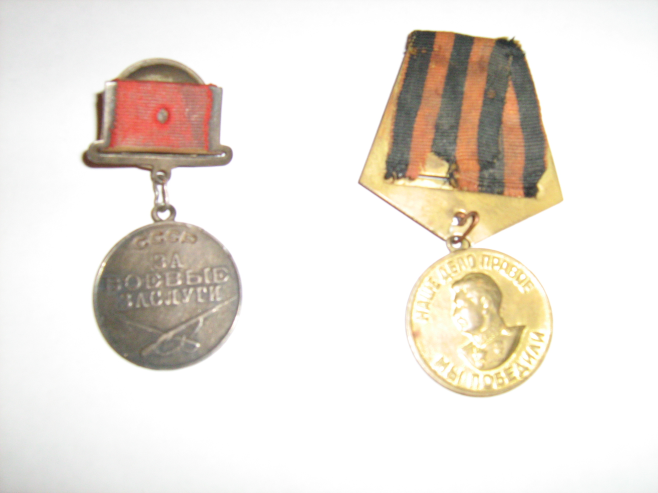 СССР
ЗА
БОЕВЫЕ
ЗАСЛУГИ
НАШЕ ДЕЛО ПРАВОЕ
МЫ ПОБЕДИЛИ